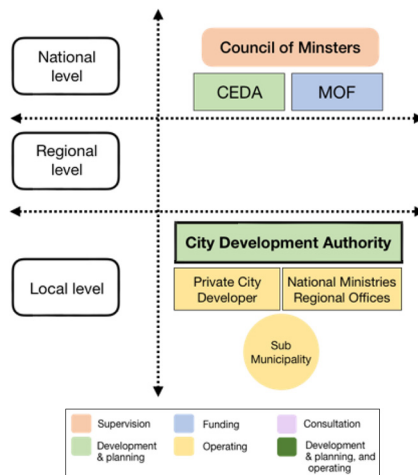 National
level
Council of Minsters
CEDA
MOF
Regional
level
City Development Authority
Local level
Private City
Developer
National Ministries
Regional Offices
Sub
Municipality
Supervision
Funding
Consultation
Development
& planning
Operating
Development
& planning, and
operating